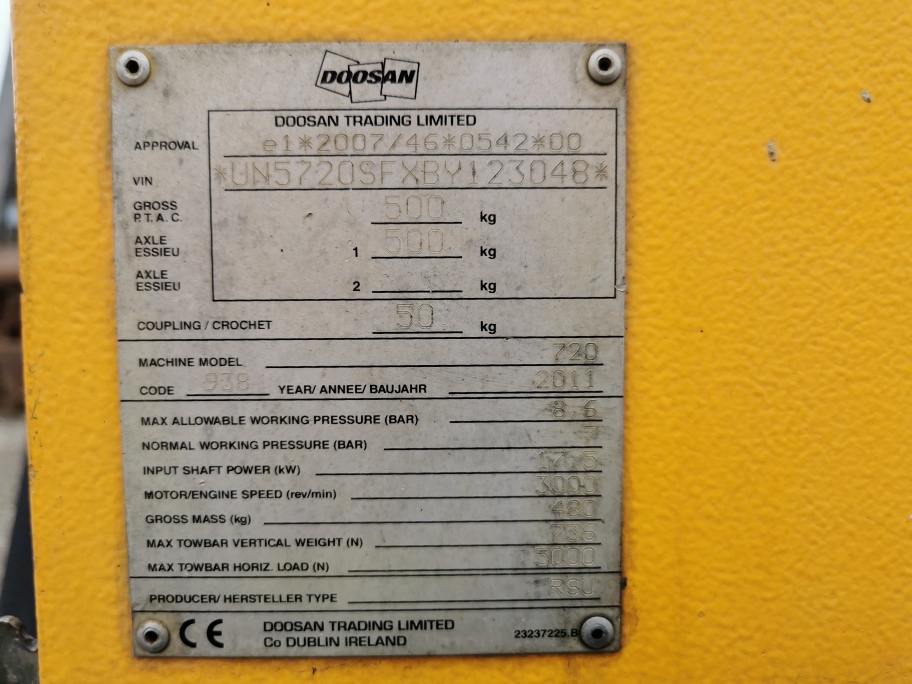 DOOSAN
DOOSAN TRADING LIMITED
APPROVAL e1*2007/46*0542*00
VIN *UN5720SFXBY123048*
GROSS P.T.A.C. 500 kg
AXLE ESSIEU 1 500 kg
AXLE ESSIEU 2 kg
COUPLING / CROCHET 50 kg
MACHINE MODEL 720
CODE 938 YEAR/ ANNEE/ BAUJAHR 2011
MAX ALLOWABLE WORKING PRESSURE (BAR) 8.6
NORMAL WORKING PRESSURE (BAR) 7
INPUT SHAFT POWER (kW) 17.5
MOTOR/ENGINE SPEED (rev/min) 3000
GROSS MASS (kg) 480
MAX TOWBAR VERTICAL WEIGHT (N) 736
MAX TOWBAR HORIZ. LOAD (N) 5000
PRODUCER/ HERSTELLER TYPE RSU
CE DOOSAN TRADING LIMITED
Co DUBLIN IRELAND 23237225.B